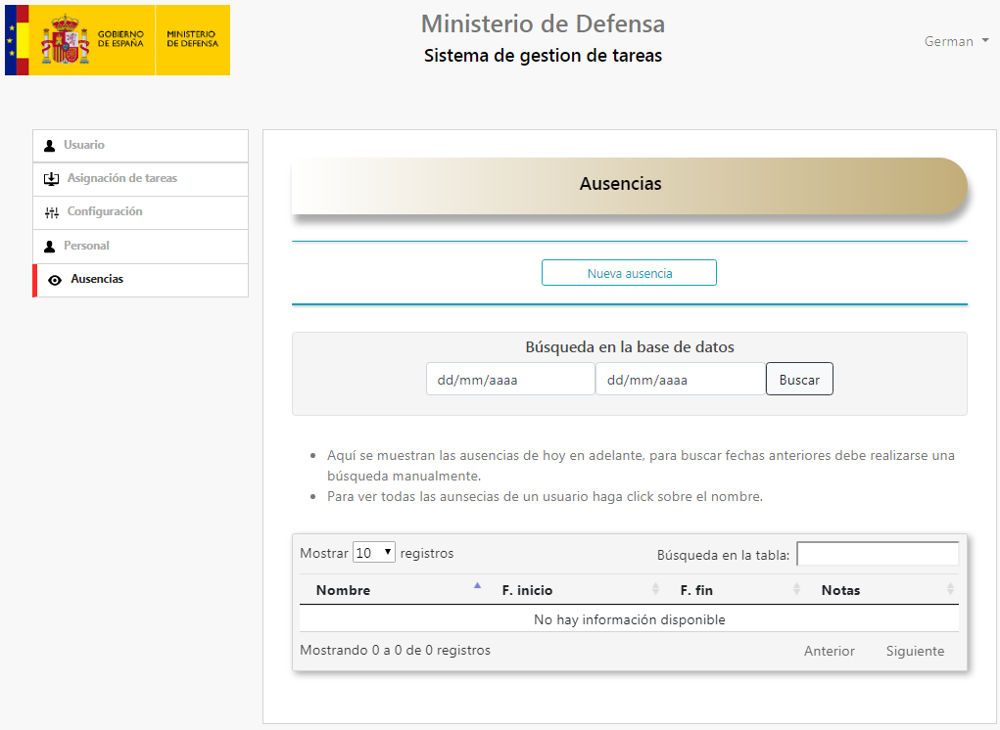 GOBIERNO
DE ESPAÑA
MINISTERIO
DE DEFENSA
Ministerio de Defensa
Sistema de gestion de tareas
German
Usuario
Asignación de tareas
Configuración
Personal
Ausencias
Ausencias
Nueva ausencia
Búsqueda en la base de datos
dd/mm/aaaa dd/mm/aaaa Buscar
Aquí se muestran las ausencias de hoy en adelante, para buscar fechas anteriores debe realizarse una
búsqueda manualmente.
Para ver todas las aunsecias de un usuario haga click sobre el nombre.
Mostrar 10 registros Búsqueda en la tabla:
Nombre F. inicio F. fin Notas
No hay información disponible
Mostrando 0 a 0 de 0 registros Anterior Siguiente